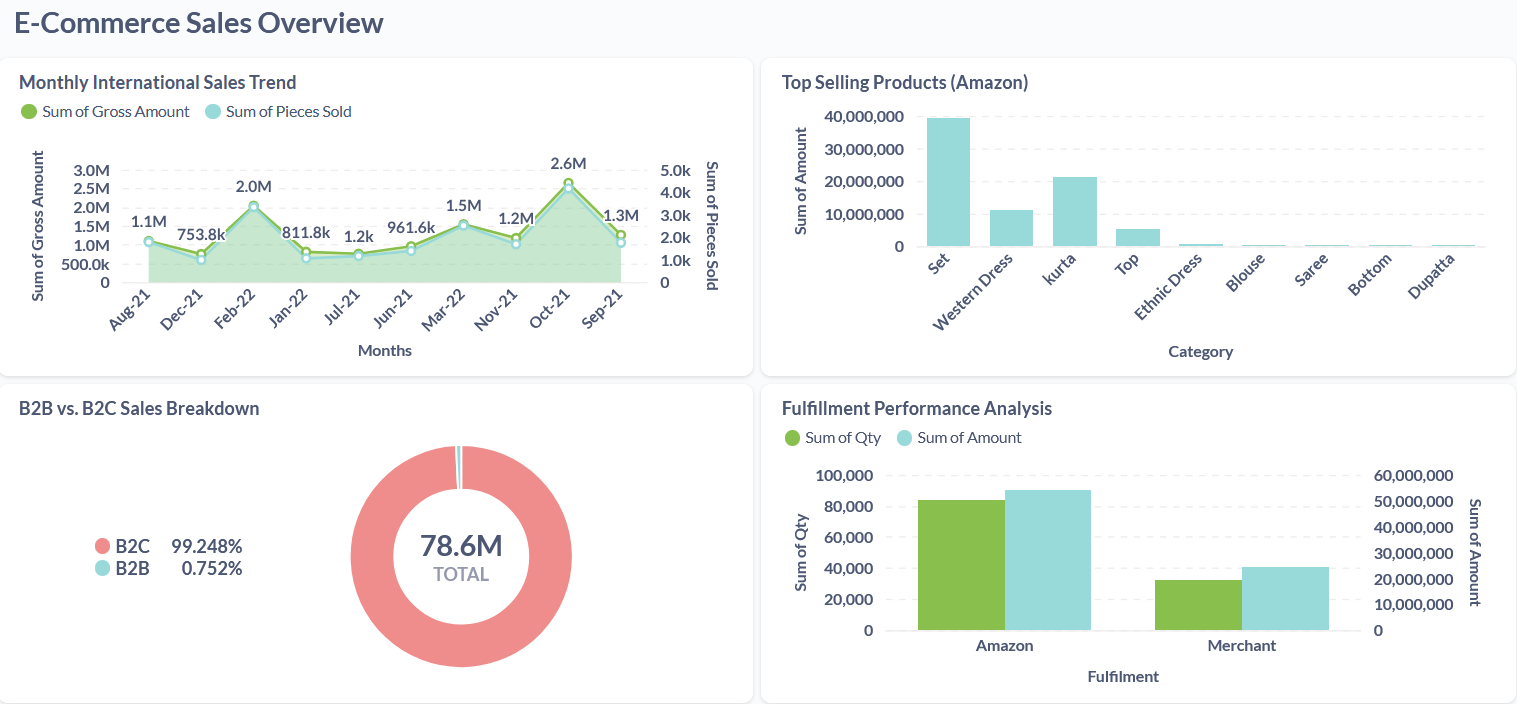 E-Commerce Sales Overview
Monthly International Sales Trend
Sum of Gross Amount Sum of Pieces Sold
Sum of Gross Amount
3.0M
2.5M
2.0M
1.5M
1.0M
500.0k
0
1.1M 753.8k 2.0M 811.8k 1.2k 961.6k 1.5M 1.2M 2.6M 1.3M
5.0k
4.0k
3.0k
2.0k
1.0k
0
Sum of Pieces Sold
Aug-21 Dec-21 Feb-22 Jan-22 Jul-21 Jun-21 Mar-22 Nov-21 Oct-21 Sep-21
Months
Top Selling Products (Amazon)
Sum of Amount
40,000,000
30,000,000
20,000,000
10,000,000
0
Set Western Dress kurta Top Ethnic Dress Blouse Saree Bottom Dupatta
Category
B2B vs. B2C Sales Breakdown
B2C 99.248%
B2B 0.752%
78.6M
TOTAL
Fulfillment Performance Analysis
Sum of Qty Sum of Amount
Sum of Qty
100,000
80,000
60,000
40,000
20,000
0
60,000,000
50,000,000
40,000,000
30,000,000
20,000,000
10,000,000
0
Sum of Amount
Amazon Merchant
Fulfilment